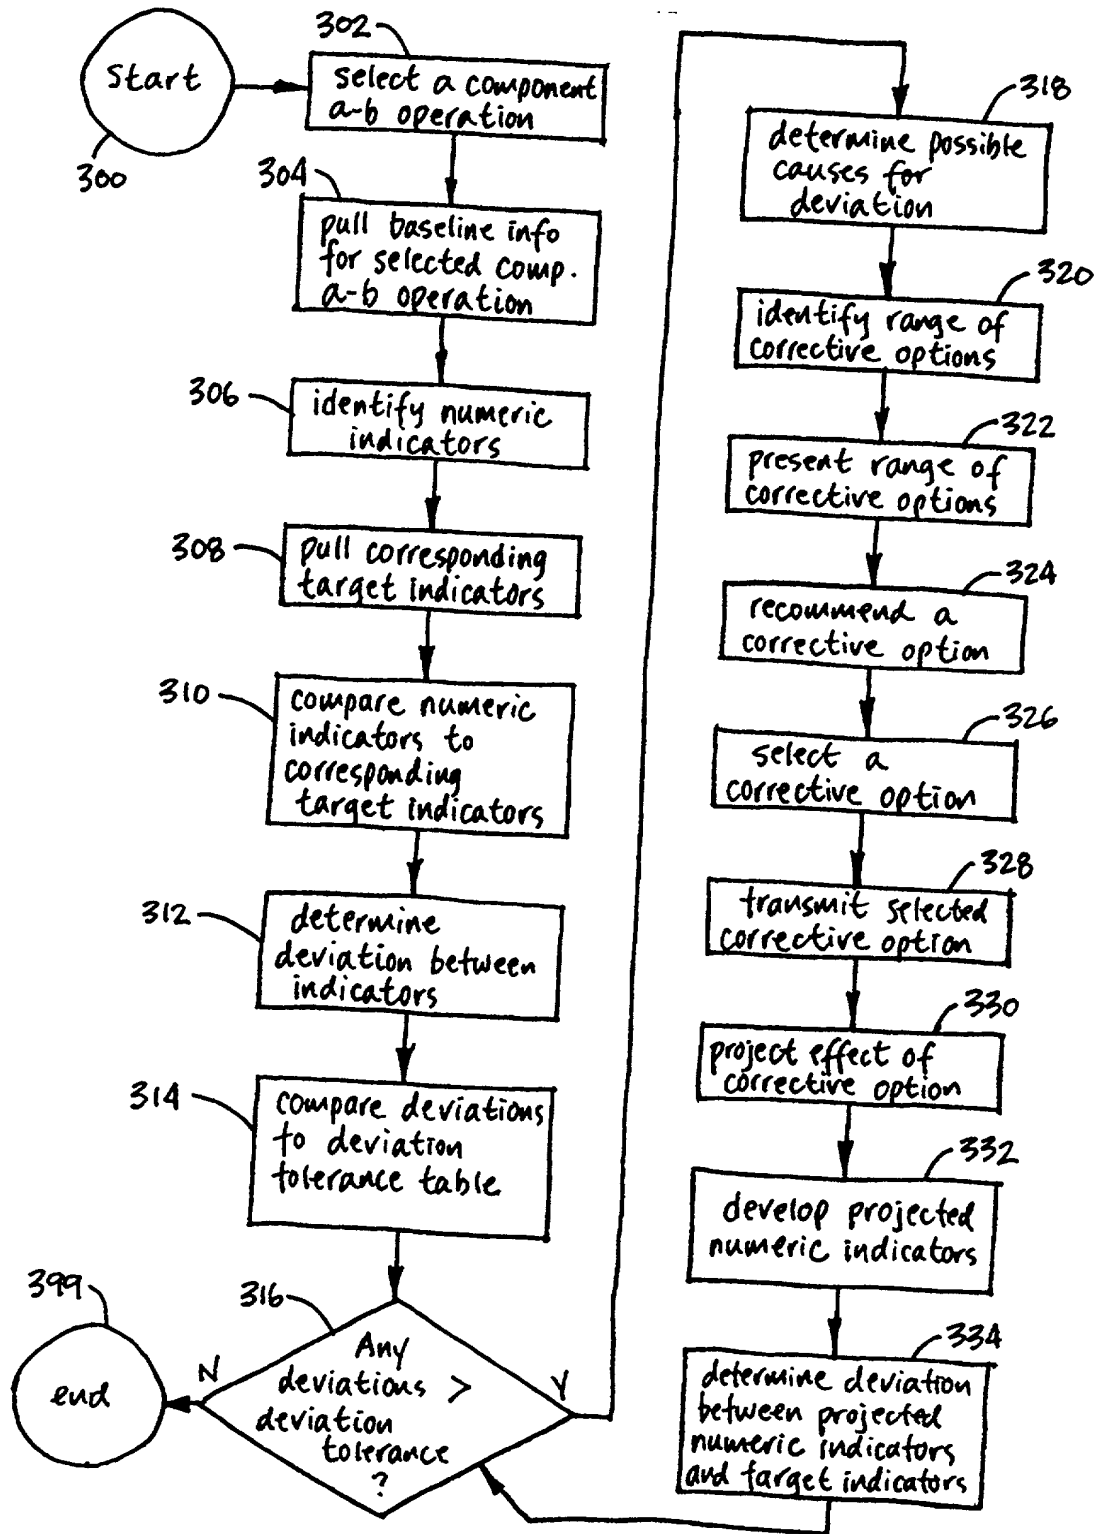 302
start
select a component
a-b operation
300
304
pull baseline info
for selected comp.
a-b operation
306
identify numeric
indicators
308
pull corresponding
target indicators
310
compare numeric
indicators to
corresponding
target indicators
312
determine
deviation between
indicators
314
compare deviations
to deviation
tolerance table
316
Any
deviations >
deviation
tolerance
?
N
Y
399
end
318
determine possible
causes for
deviation
320
identify range of
corrective options
322
present range of
corrective options
324
recommend a
corrective option
326
select a
corrective option
328
transmit selected
corrective option
330
project effect of
corrective option
332
develop projected
numeric indicators
334
determine deviation
between projected
numeric indicators
and target indicators